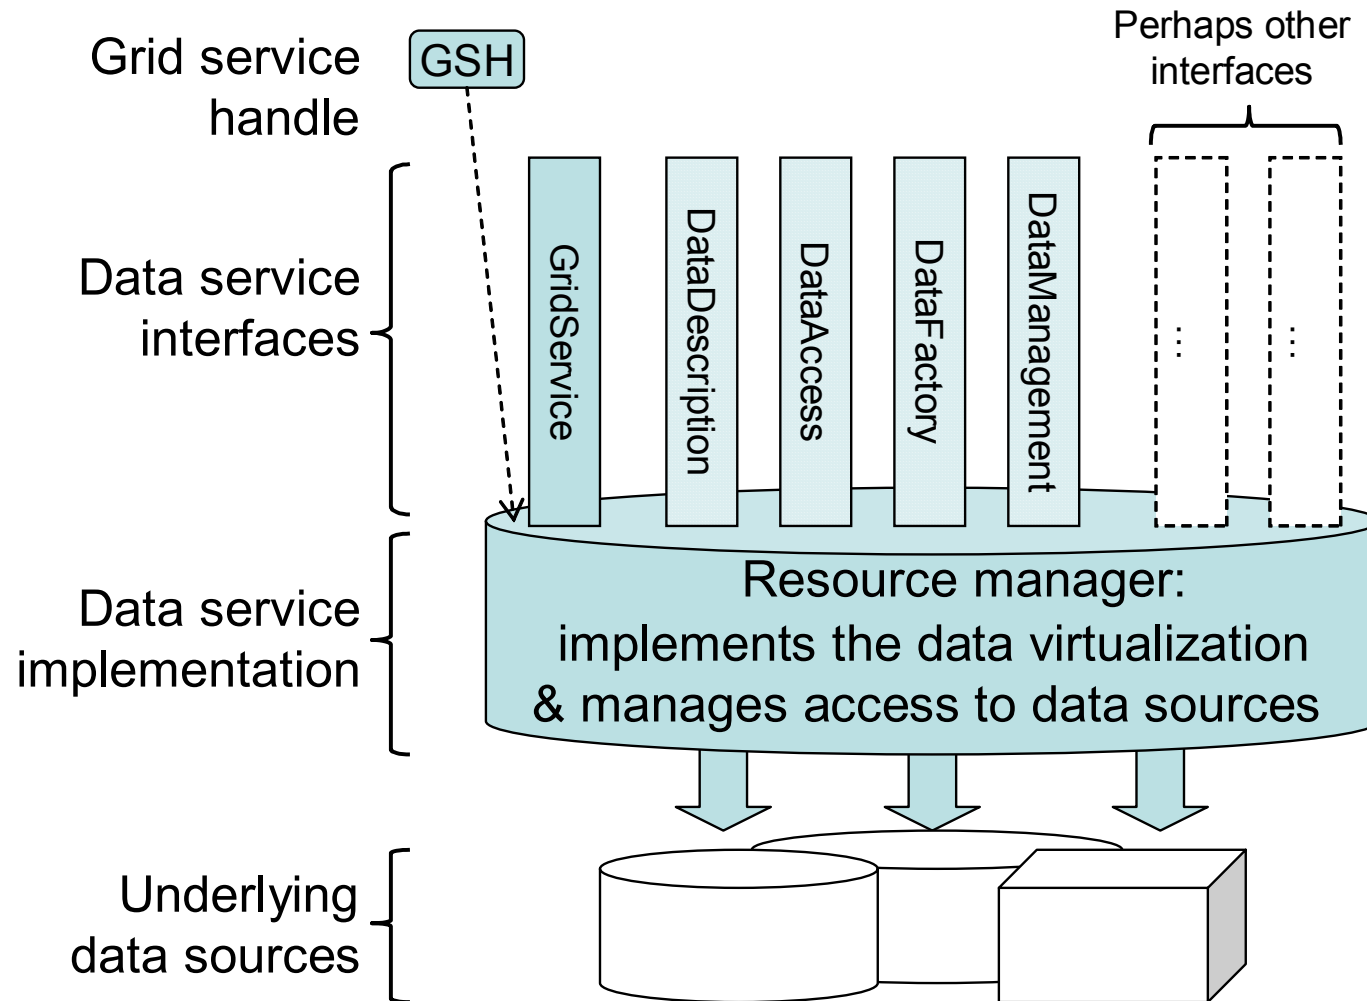 Grid service
handle
GSH
Perhaps other
interfaces
Data service
interfaces
GridService
DataDescription
DataAccess
DataFactory
DataManagement
...
...
Data service
implementation
Resource manager:
implements the data virtualization
& manages access to data sources
Underlying
data sources